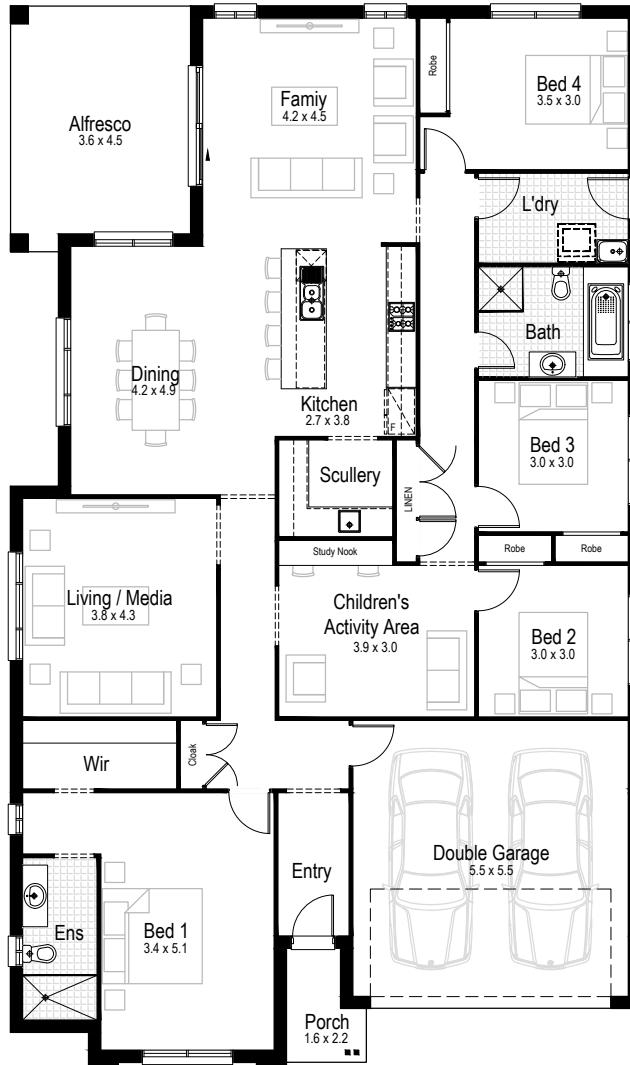 Robe
Bed 4
3.5 x 3.0
Famiy
4.2 x 4.5
Alfresco
3.6 x 4.5
L'dry
Bath
Dining
4.2 x 4.9
Kitchen
2.7 x 3.8
F
Bed 3
3.0 x 3.0
Scullery
LINEN
Study Nook
Robe
Robe
Living / Media
3.8 x 4.3
Children's
Activity Area
3.9 x 3.0
Bed 2
3.0 x 3.0
Wir
Cloak
Double Garage
5.5 x 5.5
Entry
Ens
Bed 1
3.4 x 5.1
Porch
1.6 x 2.2